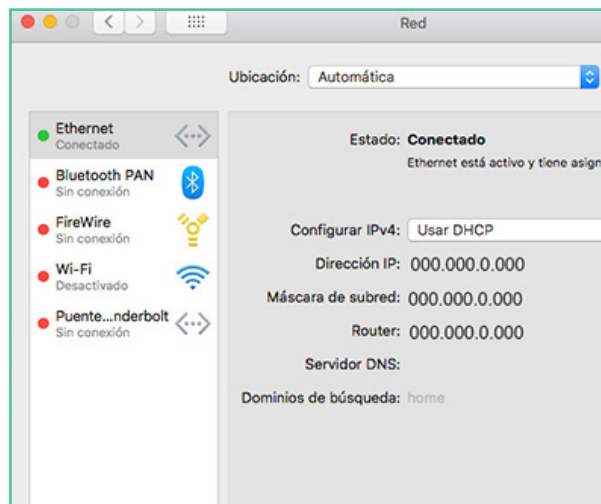 Red
Ubicación: Automática
Ethernet
Conectado
Bluetooth PAN
Sin conexión
FireWire
Sin conexión
Wi-Fi
Desactivado
Puente...nderbolt
Sin conexión
Estado: Conectado
Ethernet está activo y tiene asign
Configurar IPv4: Usar DHCP
Dirección IP: 000.000.0.000
Máscara de subred: 000.000.0.000
Router: 000.000.0.000
Servidor DNS:
Dominios de búsqueda: home